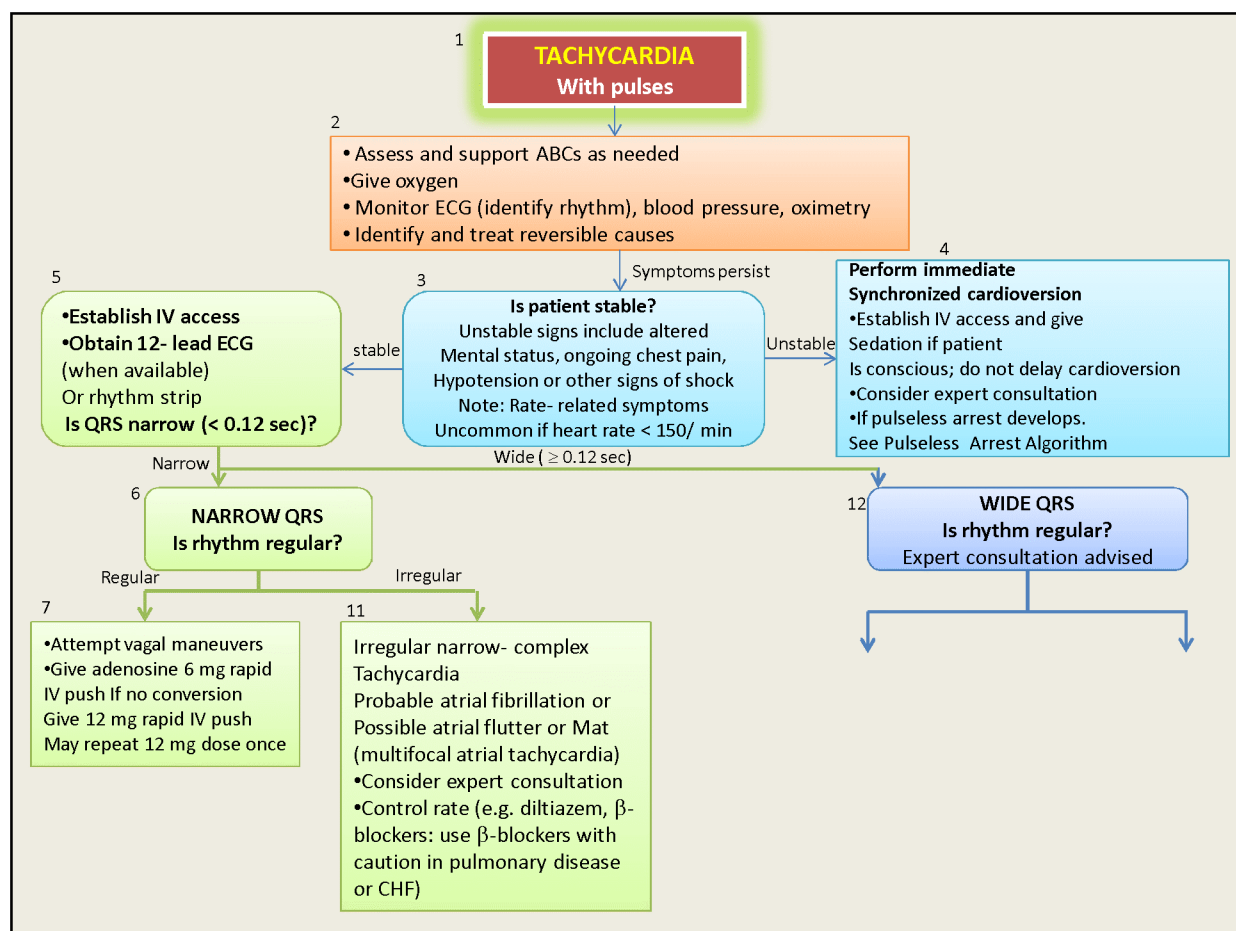 1
TACHYCARDIA
With pulses
2
• Assess and support ABCs as needed
•Give oxygen
• Monitor ECG (identify rhythm), blood pressure, oximetry
• Identify and treat reversible causes
Symptoms persist
3
Is patient stable?
Unstable signs include altered
Mental status, ongoing chest pain,
Hypotension or other signs of shock
Note: Rate- related symptoms
Uncommon if heart rate < 150/ min
Unstable
4
Perform immediate
Synchronized cardioversion
•Establish IV access and give
Sedation if patient
Is conscious; do not delay cardioversion
•Consider expert consultation
•If pulseless arrest develops.
See Pulseless Arrest Algorithm
stable
5
•Establish IV access
•Obtain 12- lead ECG
(when available)
Or rhythm strip
Is QRS narrow (< 0.12 sec)?
Narrow
Wide ( ≥ 0.12 sec)
6
NARROW QRS
Is rhythm regular?
12
WIDE QRS
Is rhythm regular?
Expert consultation advised
Regular
Irregular
7
•Attempt vagal maneuvers
•Give adenosine 6 mg rapid
IV push If no conversion
Give 12 mg rapid IV push
May repeat 12 mg dose once
11
Irregular narrow- complex
Tachycardia
Probable atrial fibrillation or
Possible atrial flutter or Mat
(multifocal atrial tachycardia)
•Consider expert consultation
•Control rate (e.g. diltiazem, β-
blockers: use β-blockers with
caution in pulmonary disease
or CHF)